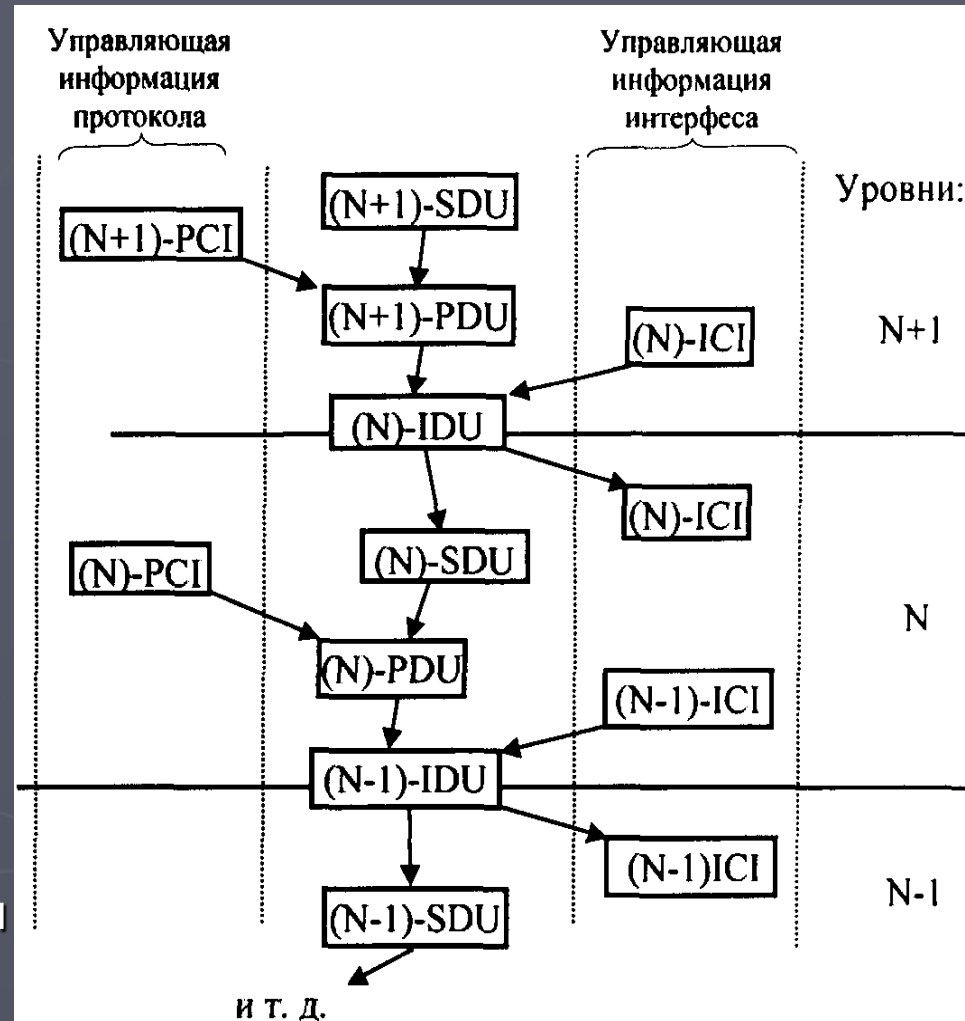 Управляющая
информация
протокола
Управляющая
информация
интерфеса
Уровни:
(N+1)-SDU
(N+1)-PCI
(N+1)-PDU
(N)-ICI
N+1
(N)-IDU
(N)-ICI
(N)-SDU
(N)-PCI
N
(N)-PDU
(N-1)-ICI
(N-1)-IDU
(N-1)ICI
N-1
(N-1)-SDU
и т. д.